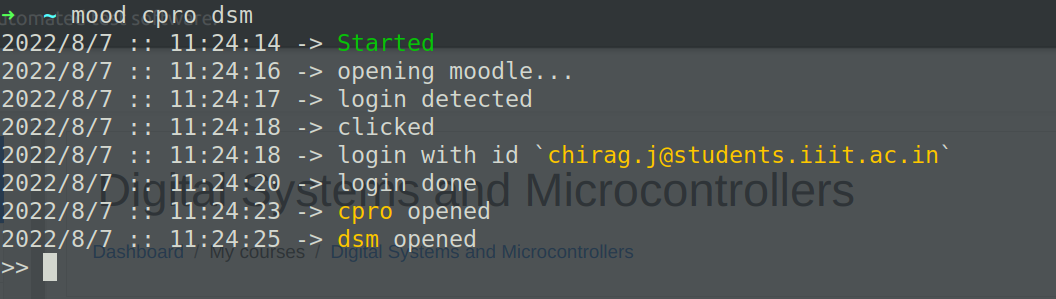 ➜ ~ mood cpro dsm
automated test software.
2022/8/7 :: 11:24:14 -> Started
2022/8/7 :: 11:24:16 -> opening moodle...
2022/8/7 :: 11:24:17 -> login detected
2022/8/7 :: 11:24:18 -> clicked
2022/8/7 :: 11:24:18 -> login with id `chirag.j@students.iiit.ac.in`
2022/8/7 :: 11:24:20 -> login done
Digital Systems and Microcontrollers
2022/8/7 :: 11:24:23 -> cpro opened
2022/8/7 :: 11:24:25 -> dsm opened
Dashboard / My courses / Digital Systems and Microcontrollers
>>